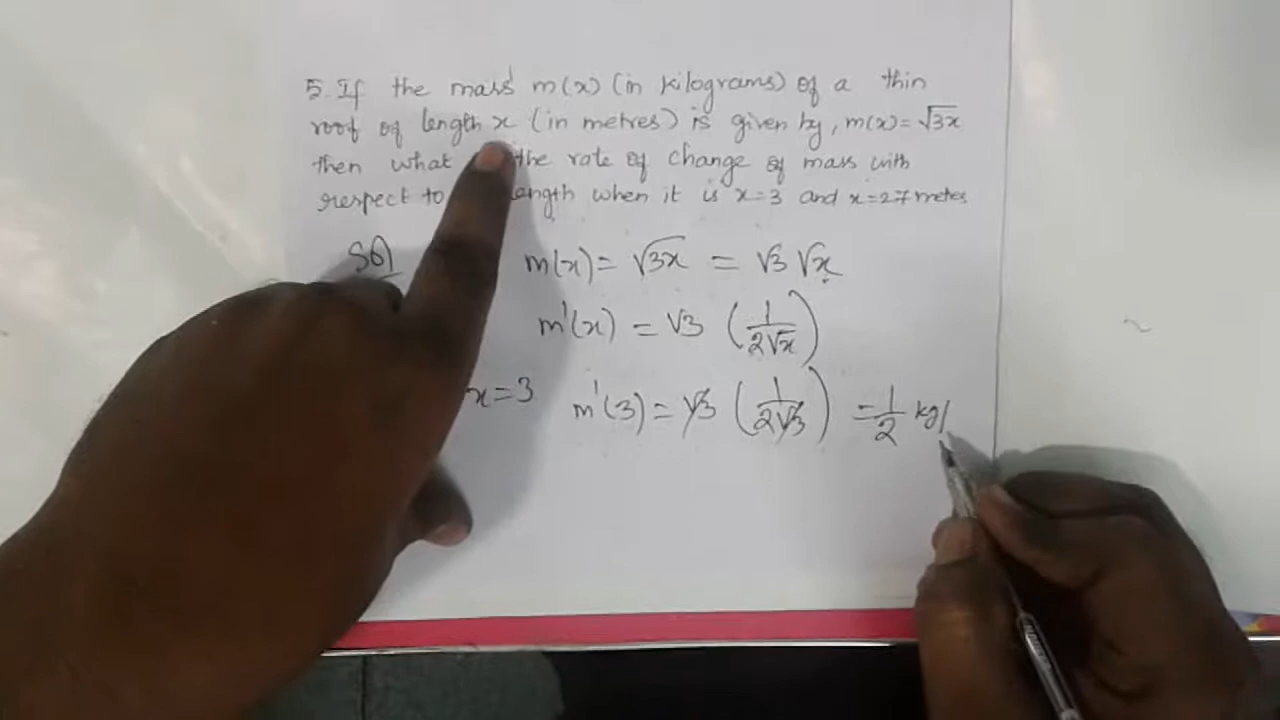 5. If the mass m(x) (in kilograms) of a thin
roof of length x (in metres) is given by, m(x) = √3x
then what the rate of change of mass with
respect to length when it is x=3 and x=27 metes
Sol
m(x) = √3x = √3 √x
m'(x) = √3 (1/2√x)
x=3 m'(3) = √3 (1/2√3) = 1/2 kg/